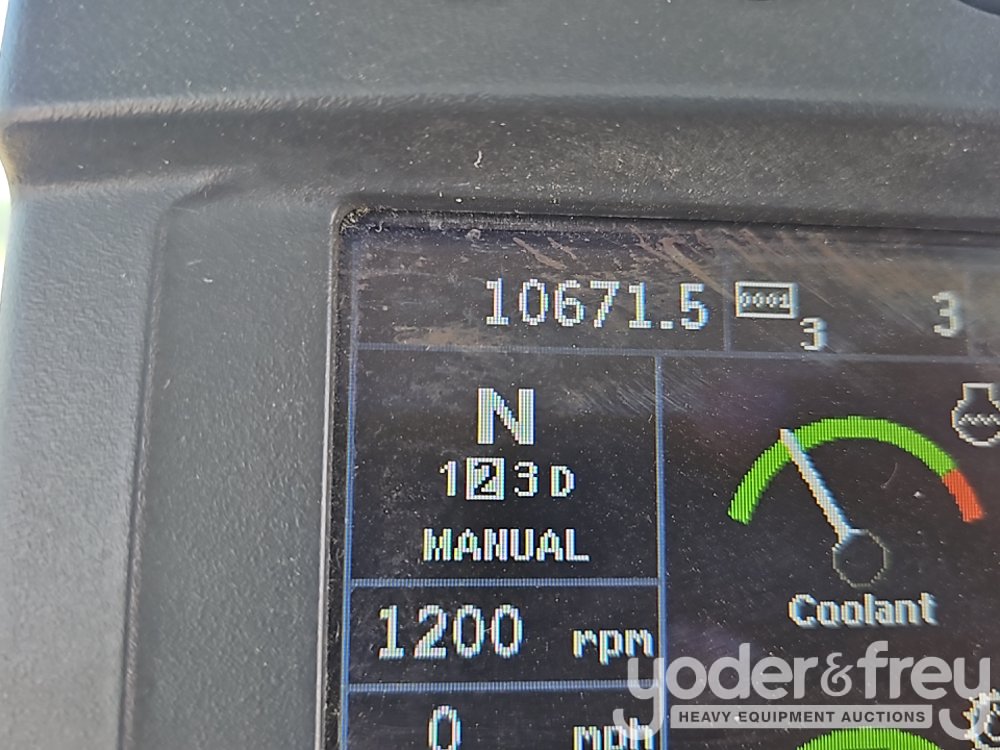 10671.5 0001 3 3
N
1 2 3 D
MANUAL
Coolant
1200 rpm
0 mph
yoder&frey
HEAVY EQUIPMENT AUCTIONS